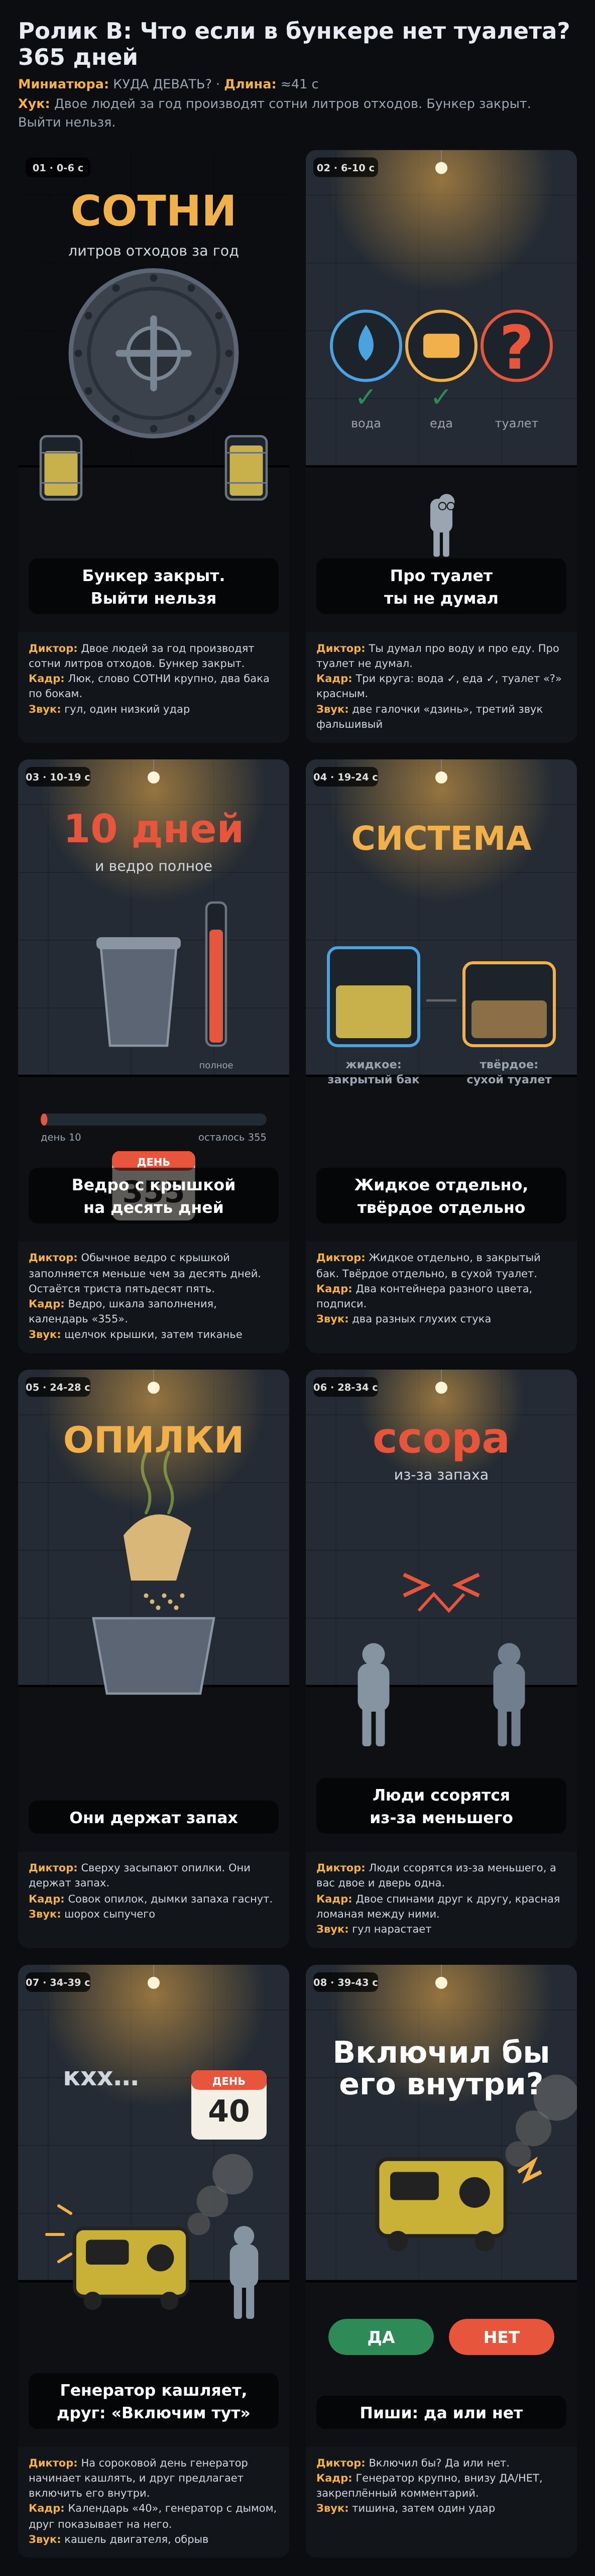 Ролик В: Что если в бункере нет туалета?
365 дней
Миниатюра: КУДА ДЕВАТЬ? · Длина: ≈41 с
Хук: Двое людей за год производят сотни литров отходов. Бункер закрыт.
Выйти нельзя.
01 · 0-6 с
СОТНИ
литров отходов за год
Бункер закрыт.
Выйти нельзя
Диктор: Двое людей за год производят
сотни литров отходов. Бункер закрыт.
Кадр: Люк, слово СОТНИ крупно, два бака
по бокам.
Звук: гул, один низкий удар
02 · 6-10 с
?
✓ ✓
вода еда туалет
Про туалет
ты не думал
Диктор: Ты думал про воду и про еду. Про
туалет не думал.
Кадр: Три круга: вода ✓, еда ✓, туалет «?»
красным.
Звук: две галочки «дзинь», третий звук
фальшивый
03 · 10-19 с
10 дней
и ведро полное
полное
день 10 осталось 355
ДЕНЬ
355
Ведро с крышкой
на десять дней
Диктор: Обычное ведро с крышкой
заполняется меньше чем за десять дней.
Остаётся триста пятьдесят пять.
Кадр: Ведро, шкала заполнения,
календарь «355».
Звук: щелчок крышки, затем тиканье
04 · 19-24 с
СИСТЕМА
жидкое:
закрытый бак
твёрдое:
сухой туалет
Жидкое отдельно,
твёрдое отдельно
Диктор: Жидкое отдельно, в закрытый
бак. Твёрдое отдельно, в сухой туалет.
Кадр: Два контейнера разного цвета,
подписи.
Звук: два разных глухих стука
05 · 24-28 с
ОПИЛКИ
Они держат запах
Диктор: Сверху засыпают опилки. Они
держат запах.
Кадр: Совок опилок, дымки запаха гаснут.
Звук: шорох сыпучего
06 · 28-34 с
ссора
из-за запаха
Люди ссорятся
из-за меньшего
Диктор: Люди ссорятся из-за меньшего, а
вас двое и дверь одна.
Кадр: Двое спинами друг к другу, красная
ломаная между ними.
Звук: гул нарастает
07 · 34-39 с
кхх…
ДЕНЬ
40
Генератор кашляет,
друг: «Включим тут»
Диктор: На сороковой день генератор
начинает кашлять, и друг предлагает
включить его внутри.
Кадр: Календарь «40», генератор с дымом,
друг показывает на него.
Звук: кашель двигателя, обрыв
08 · 39-43 с
Включил бы
его внутри?
ДА НЕТ
Пиши: да или нет
Диктор: Включил бы? Да или нет.
Кадр: Генератор крупно, внизу ДА/НЕТ,
закреплённый комментарий.
Звук: тишина, затем один удар